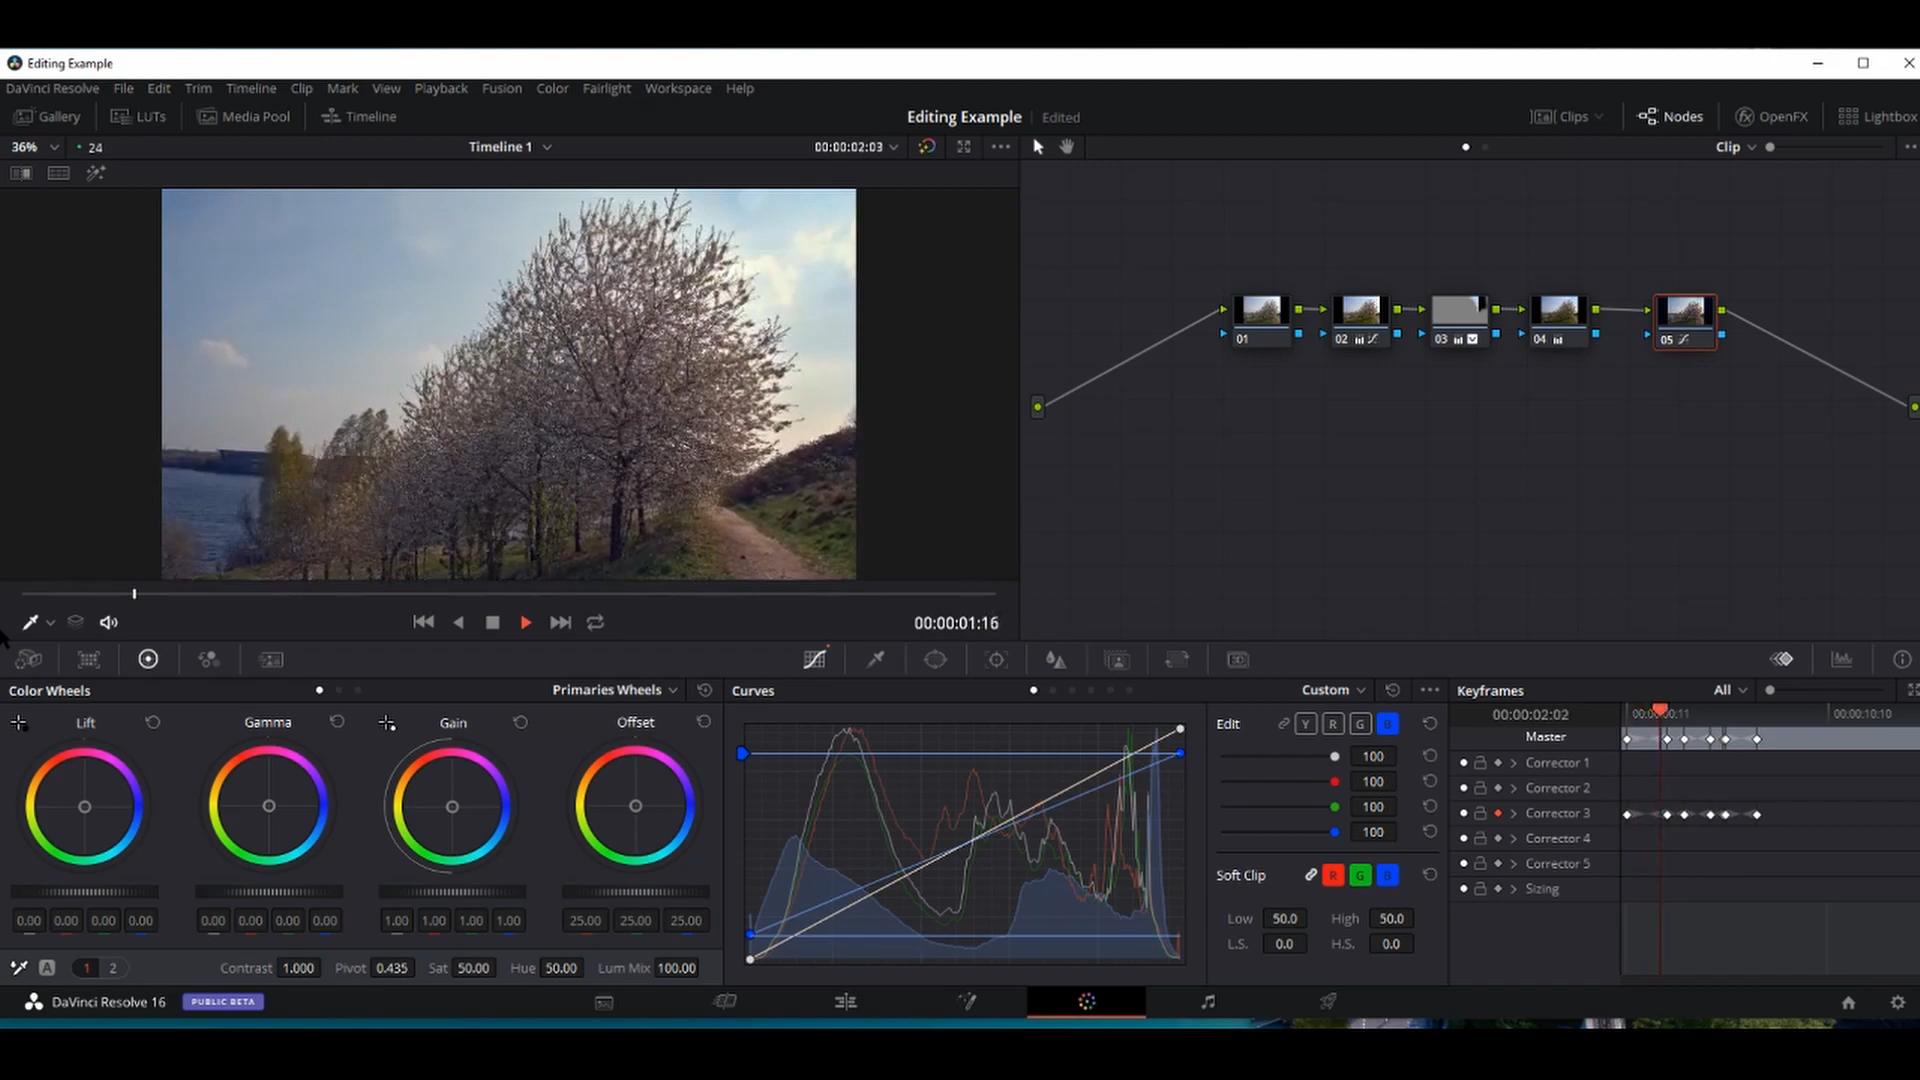 Editing Example
DaVinci Resolve File Edit Trim Timeline Clip Mark View Playback Fusion Color Fairlight Workspace Help
Gallery LUTs Media Pool Timeline Editing Example Edited Clips Nodes OpenFX Lightbox
36% 24 Timeline 1 00:00:02:03 Clip
01 02 03 04 05
00:00:01:16
Color Wheels Primaries Wheels Curves Custom Keyframes All
Lift Gamma Gain Offset
Edit Y R G B
00:00:02:02 00:00:10:10
Master
100 Corrector 1
100 Corrector 2
100 Corrector 3
100 Corrector 4
Corrector 5
Soft Clip R G B
Sizing
0.00 0.00 0.00 0.00 0.00 0.00 0.00 0.00 1.00 1.00 1.00 1.00 25.00 25.00 25.00
Low 50.0 High 50.0
L.S. 0.0 H.S. 0.0
A 1 2 Contrast 1.000 Pivot 0.435 Sat 50.00 Hue 50.00 Lum Mix 100.00
DaVinci Resolve 16 PUBLIC BETA